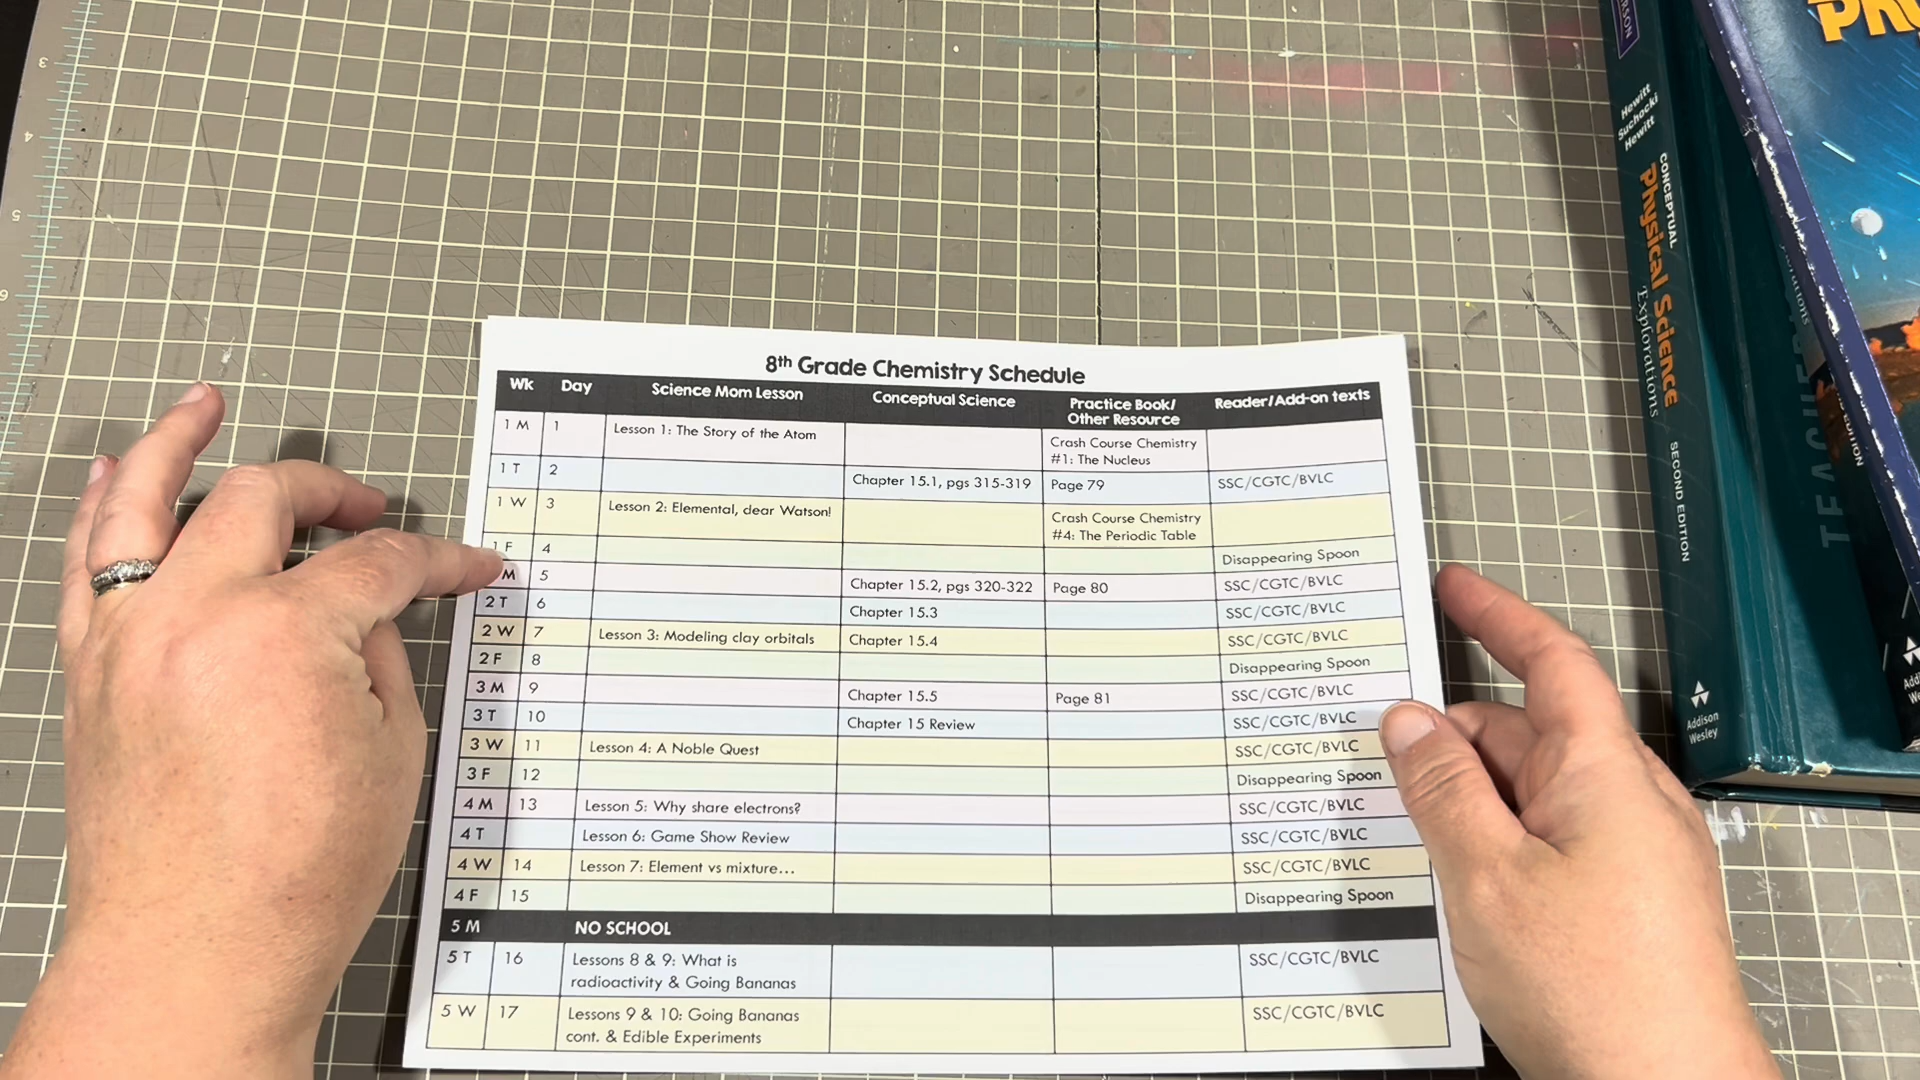 8th Grade Chemistry Schedule
Wk Day Science Mom Lesson Conceptual Science Practice Book/ Other Resource Reader/Add-on texts
1 M 1 Lesson 1: The Story of the Atom Crash Course Chemistry #1: The Nucleus
1 T 2 Chapter 15.1, pgs 315-319 Page 79 SSC/CGTC/BVLC
1 W 3 Lesson 2: Elemental, dear Watson! Crash Course Chemistry #4: The Periodic Table
1 F 4 Disappearing Spoon
M 5 Chapter 15.2, pgs 320-322 Page 80 SSC/CGTC/BVLC
2 T 6 Chapter 15.3 SSC/CGTC/BVLC
2 W 7 Lesson 3: Modeling clay orbitals Chapter 15.4 SSC/CGTC/BVLC
2 F 8 Disappearing Spoon
3 M 9 Chapter 15.5 Page 81 SSC/CGTC/BVLC
3 T 10 Chapter 15 Review SSC/CGTC/BVLC
3 W 11 Lesson 4: A Noble Quest SSC/CGTC/BVLC
3 F 12 Disappearing Spoon
4 M 13 Lesson 5: Why share electrons? SSC/CGTC/BVLC
4 T Lesson 6: Game Show Review SSC/CGTC/BVLC
4 W 14 Lesson 7: Element vs mixture... SSC/CGTC/BVLC
4 F 15 Disappearing Spoon
5 M NO SCHOOL
5 T 16 Lessons 8 & 9: What is radioactivity & Going Bananas SSC/CGTC/BVLC
5 W 17 Lessons 9 & 10: Going Bananas cont. & Edible Experiments SSC/CGTC/BVLC
Hewitt
Suchocki
Hewitt
CONCEPTUAL
Physical Science
Explorations
SECOND EDITION
Addison
Wesley
3
4
5
6